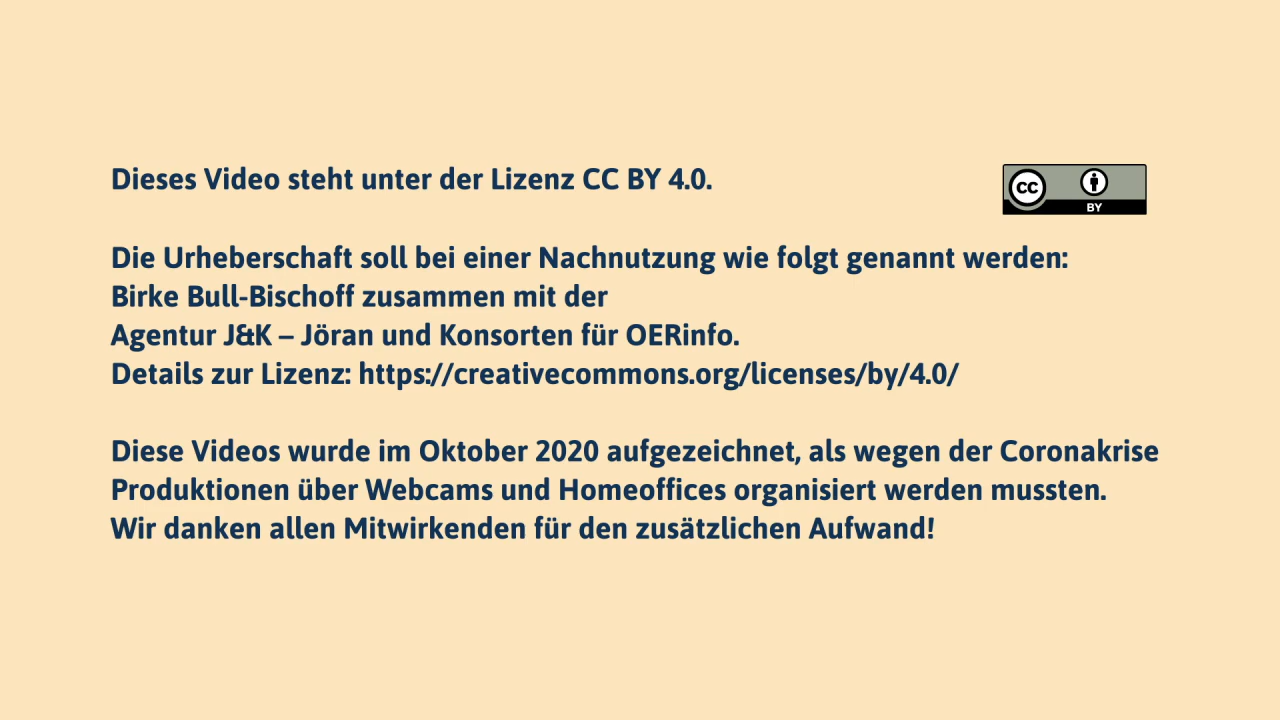 Dieses Video steht unter der Lizenz CC BY 4.0.
cc
BY
Die Urheberschaft soll bei einer Nachnutzung wie folgt genannt werden:
Birke Bull-Bischoff zusammen mit der
Agentur J&K – Jöran und Konsorten für OERinfo.
Details zur Lizenz: https://creativecommons.org/licenses/by/4.0/
Diese Videos wurde im Oktober 2020 aufgezeichnet, als wegen der Coronakrise
Produktionen über Webcams und Homeoffices organisiert werden mussten.
Wir danken allen Mitwirkenden für den zusätzlichen Aufwand!